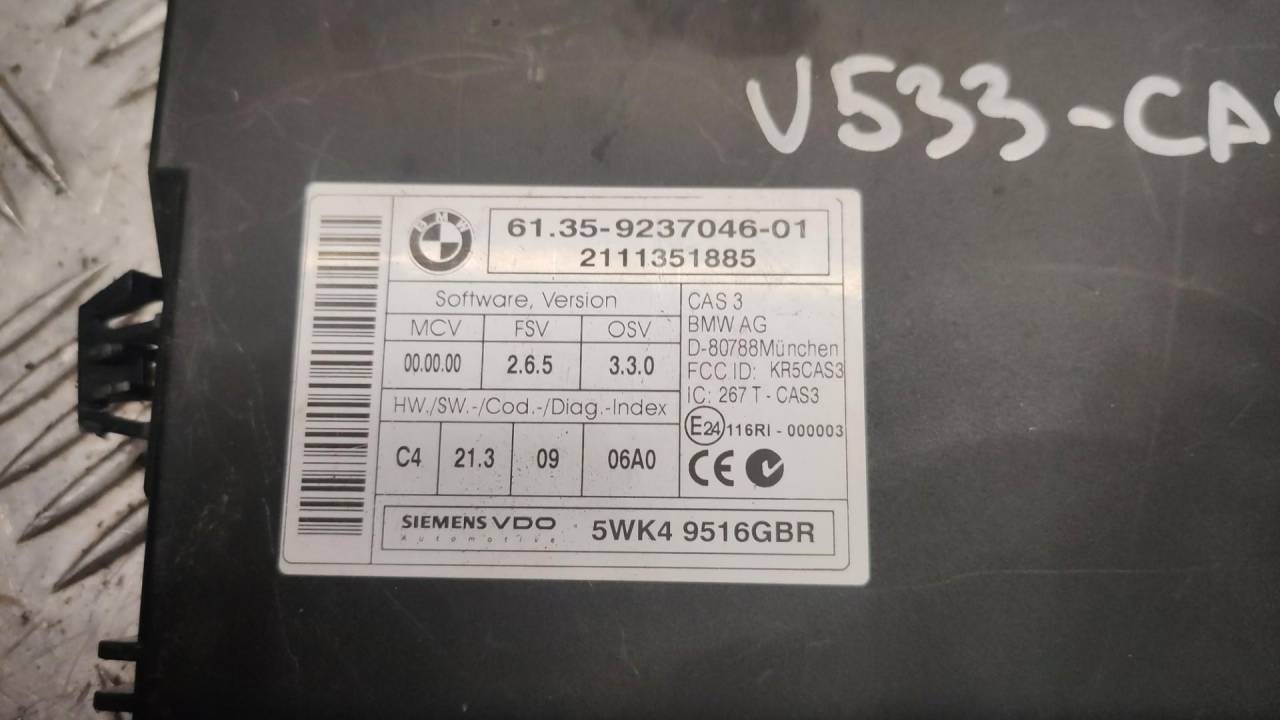 V533-CAS
BMW
61.35-9237046-01
2111351885
Software, Version
MCV FSV OSV
00.00.00 2.6.5 3.3.0
HW./SW.-/Cod.-/Diag.-Index
C4 21.3 09 06A0
CAS 3
BMW AG
D-80788München
FCC ID: KR5CAS3
IC: 267 T - CAS3
E24 116RI - 000003
CE
SIEMENS VDO 5WK4 9516GBR
Automotive